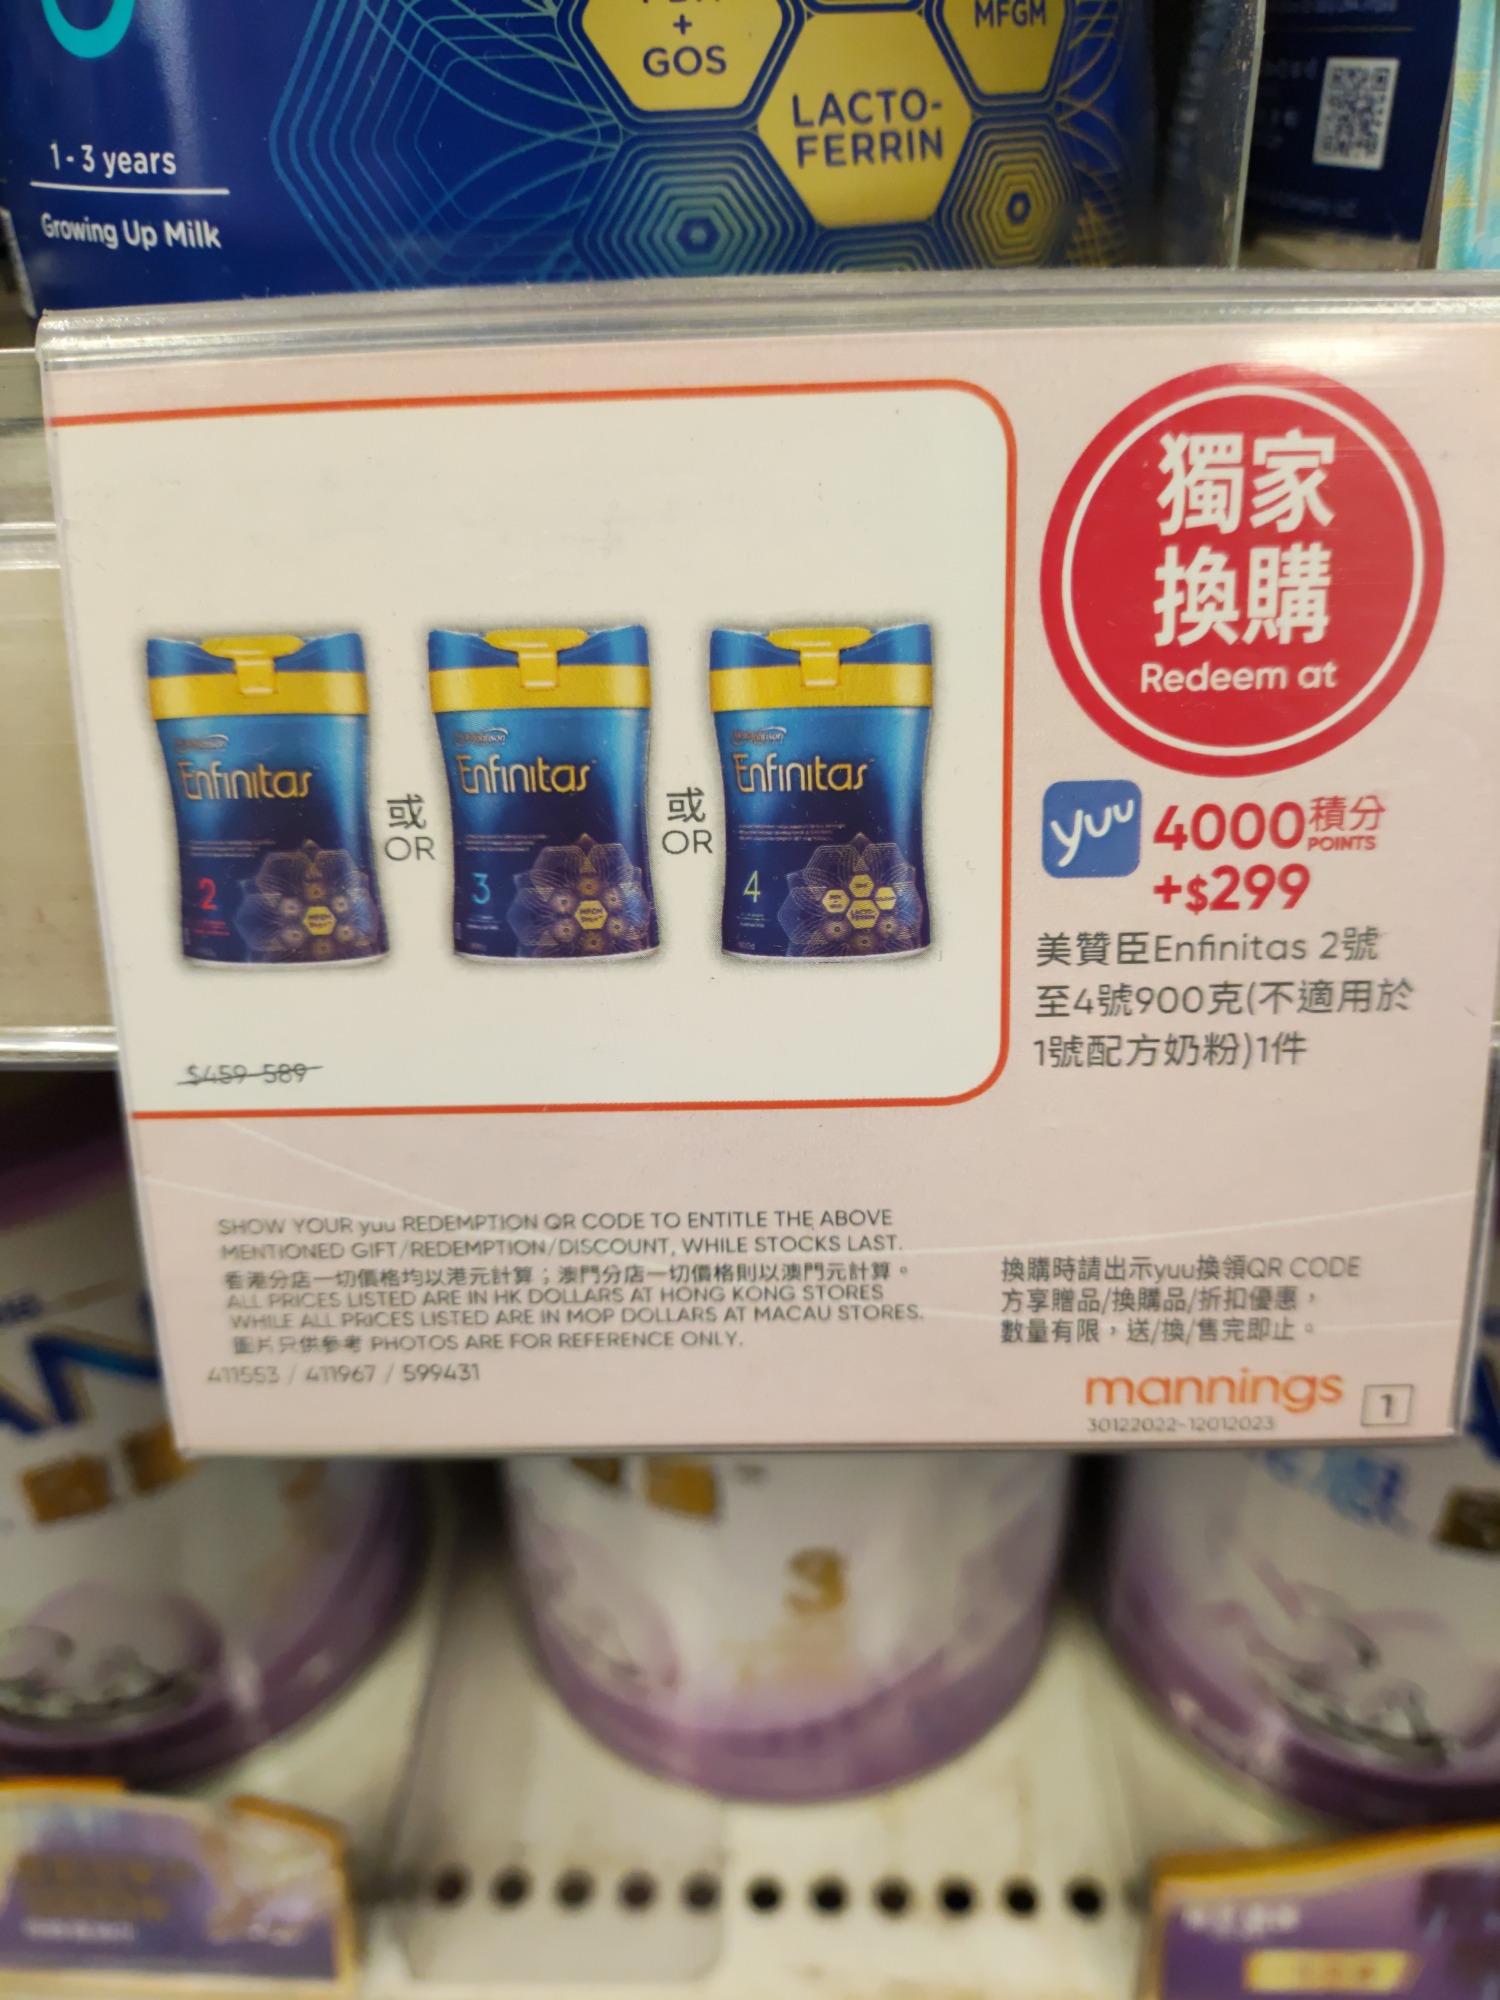 +
GOS
MFGM
LACTO-
FERRIN
1-3 years
Growing Up Milk
獨家
換購
Redeem at
yuu 4000積分
POINTS
+$299
美贊臣Enfinitas 2號
至4號900克(不適用於
1號配方奶粉)1件
Enfinitas
2
或
OR
Enfinitas
3
或
OR
Enfinitas
4
LACTO-
FERRIN
$459-589
SHOW YOUR yuu REDEMPTION QR CODE TO ENTITLE THE ABOVE
MENTIONED GIFT/REDEMPTION/DISCOUNT, WHILE STOCKS LAST.
香港分店一切價格均以港元計算；澳門分店一切價格則以澳門元計算。
ALL PRICES LISTED ARE IN HK DOLLARS AT HONG KONG STORES
WHILE ALL PRICES LISTED ARE IN MOP DOLLARS AT MACAU STORES.
圖片只供參考 PHOTOS ARE FOR REFERENCE ONLY.
411553 / 411967 / 599431
換購時請出示yuu換領QR CODE
方享贈品/換購品/折扣優惠，
數量有限，送/換/售完即止。
mannings 1
30122022-12012023
3